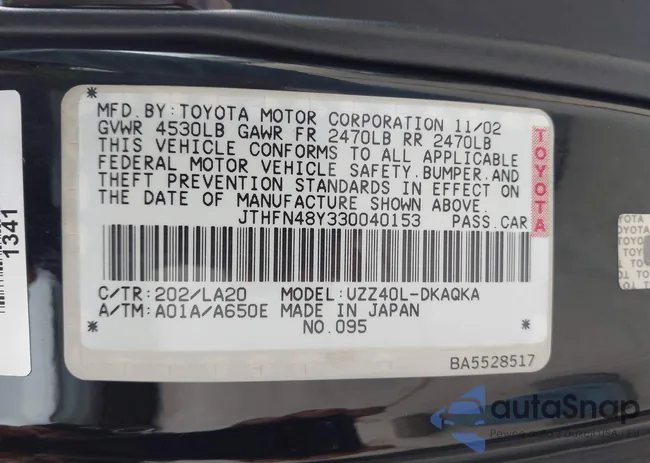 MFD.BY:TOYOTA MOTOR CORPORATION 11/02
GVWR 4530LB GAWR FR 2470LB RR 2470LB
THIS VEHICLE CONFORMS TO ALL APPLICABLE
FEDERAL MOTOR VEHICLE SAFETY,BUMPER,AND
THEFT PREVENTION STANDARDS IN EFFECT ON
THE DATE OF MANUFACTURE SHOWN ABOVE.
JTHFN48Y330040153 PASS.CAR
TOYOTA
C/TR:202/LA20 MODEL:UZZ40L-DKAQKA
A/TM:A01A/A650E MADE IN JAPAN
* NO.095 *
BA5528517
1341
TOYOTA
autoSnap